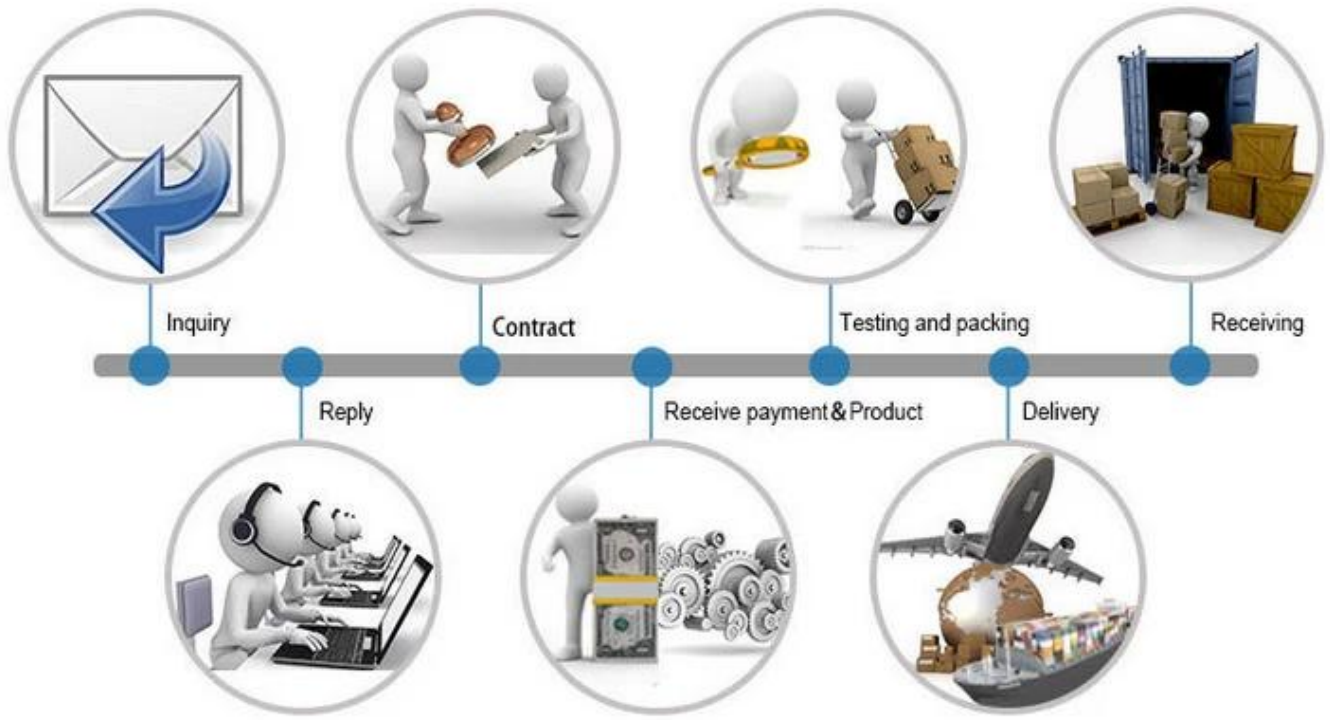 Inquiry
Contract
Testing and packing
Receiving
Reply
Receive payment & Product
Delivery